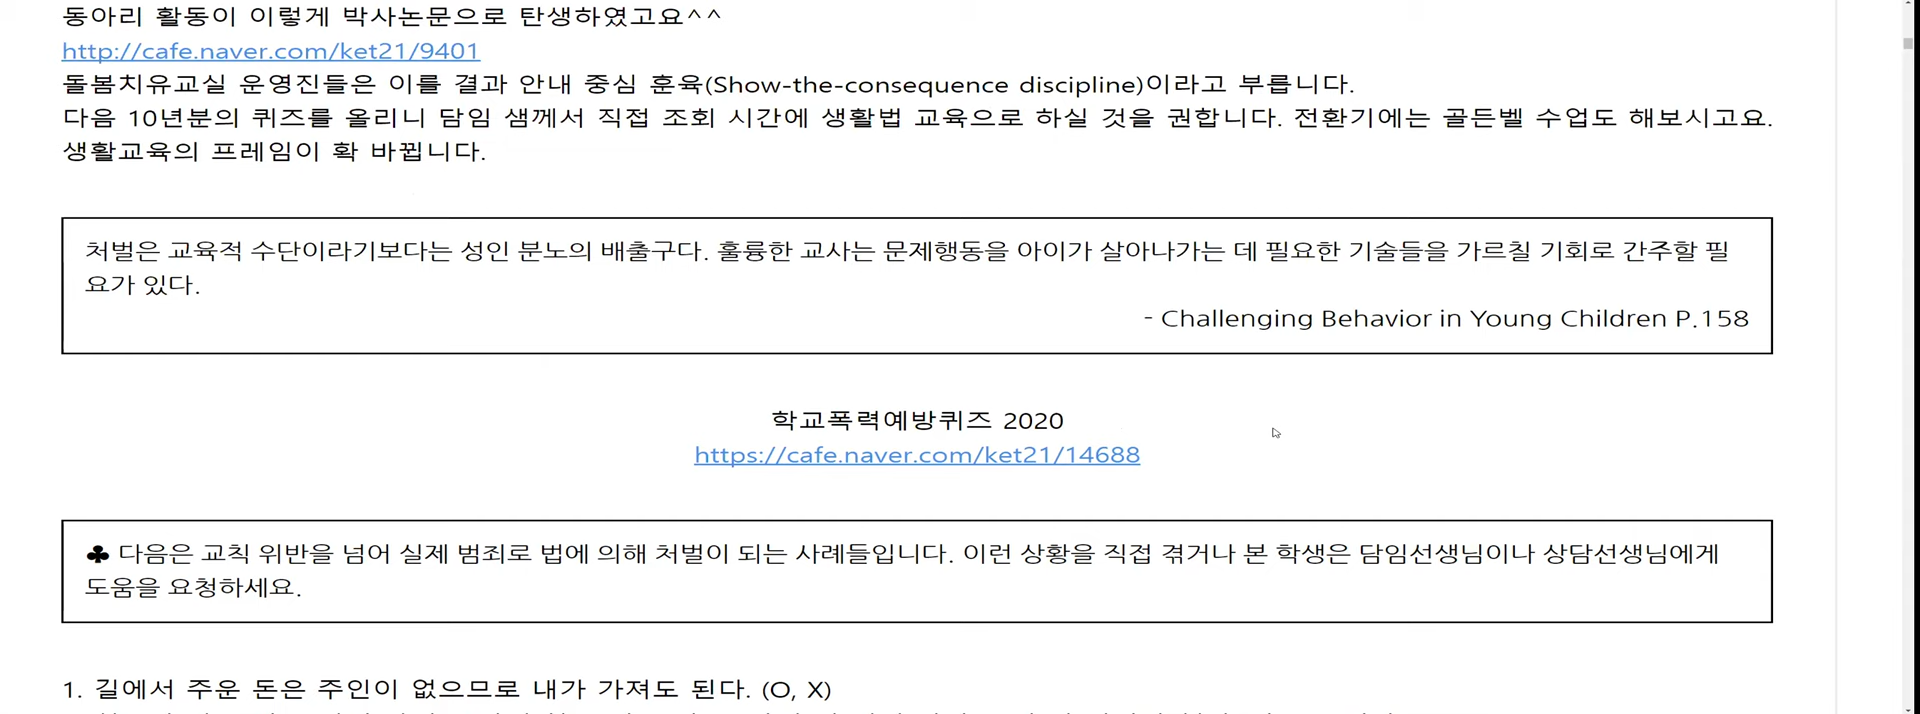 동아리 활동이 이렇게 박사논문으로 탄생하였고요^^
http://cafe.naver.com/ket21/9401
돌봄치유교실 운영진들은 이를 결과 안내 중심 훈육(Show-the-consequence discipline)이라고 부릅니다.
다음 10년분의 퀴즈를 올리니 담임 샘께서 직접 조회 시간에 생활법 교육으로 하실 것을 권합니다. 전환기에는 골든벨 수업도 해보시고요.
생활교육의 프레임이 확 바뀝니다.
처벌은 교육적 수단이라기보다는 성인 분노의 배출구다. 훌륭한 교사는 문제행동을 아이가 살아나가는 데 필요한 기술들을 가르칠 기회로 간주할 필
요가 있다.
- Challenging Behavior in Young Children P.158
학교폭력예방퀴즈 2020
https://cafe.naver.com/ket21/14688
♣ 다음은 교칙 위반을 넘어 실제 범죄로 법에 의해 처벌이 되는 사례들입니다. 이런 상황을 직접 겪거나 본 학생은 담임선생님이나 상담선생님에게
도움을 요청하세요.
1. 길에서 주운 돈은 주인이 없으므로 내가 가져도 된다. (O, X)